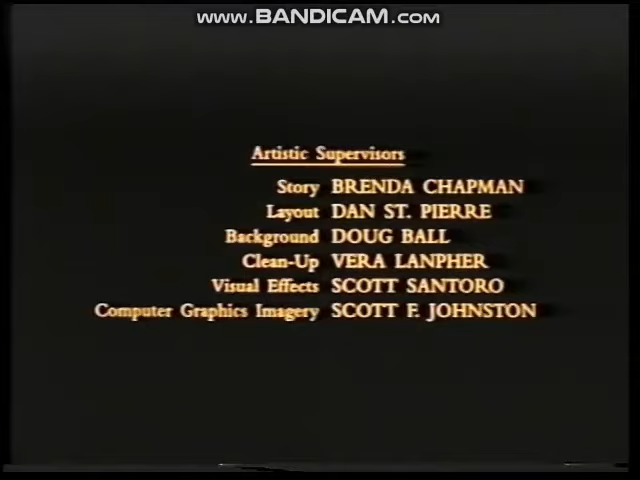 www.BANDICAM.com
Artistic Supervisors
Story BRENDA CHAPMAN
Layout DAN ST. PIERRE
Background DOUG BALL
Clean-Up VERA LANPHER
Visual Effects SCOTT SANTORO
Computer Graphics Imagery SCOTT F. JOHNSTON